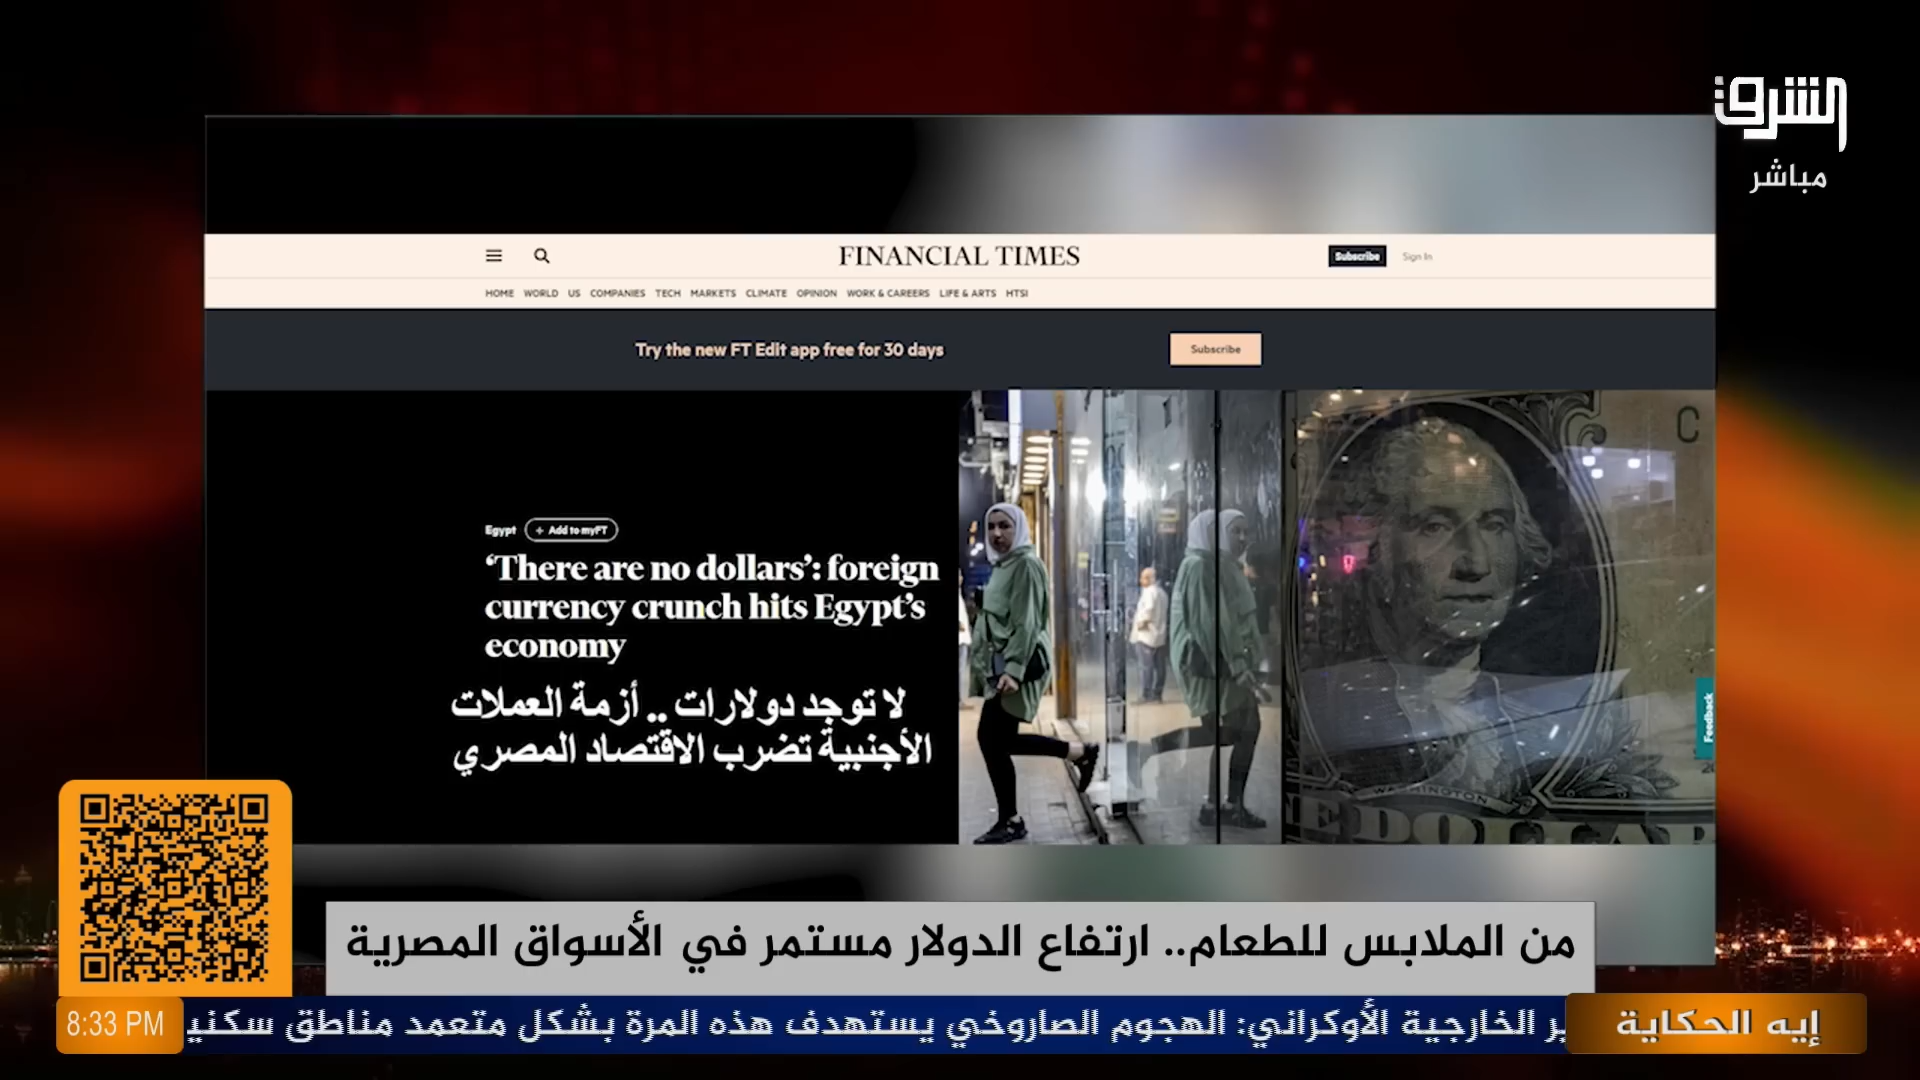 الشرق
مباشر
FINANCIAL TIMES
Subscribe
Sign In
HOME WORLD US COMPANIES TECH MARKETS CLIMATE OPINION WORK & CAREERS LIFE & ARTS HTSI
Try the new FT Edit app free for 30 days
Subscribe
C
Egypt + Add to myFT
‘There are no dollars’: foreign
currency crunch hits Egypt’s
economy
لا توجد دولارات .. أزمة العملات
الأجنبية تضرب الاقتصاد المصري
Feedback
WASHINGTON
من الملابس للطعام.. ارتفاع الدولار مستمر في الأسواق المصرية
إيه الحكاية
الخارجية الأوكراني: الهجوم الصاروخي يستهدف هذه المرة بشكل متعمد مناطق
8:33 PM